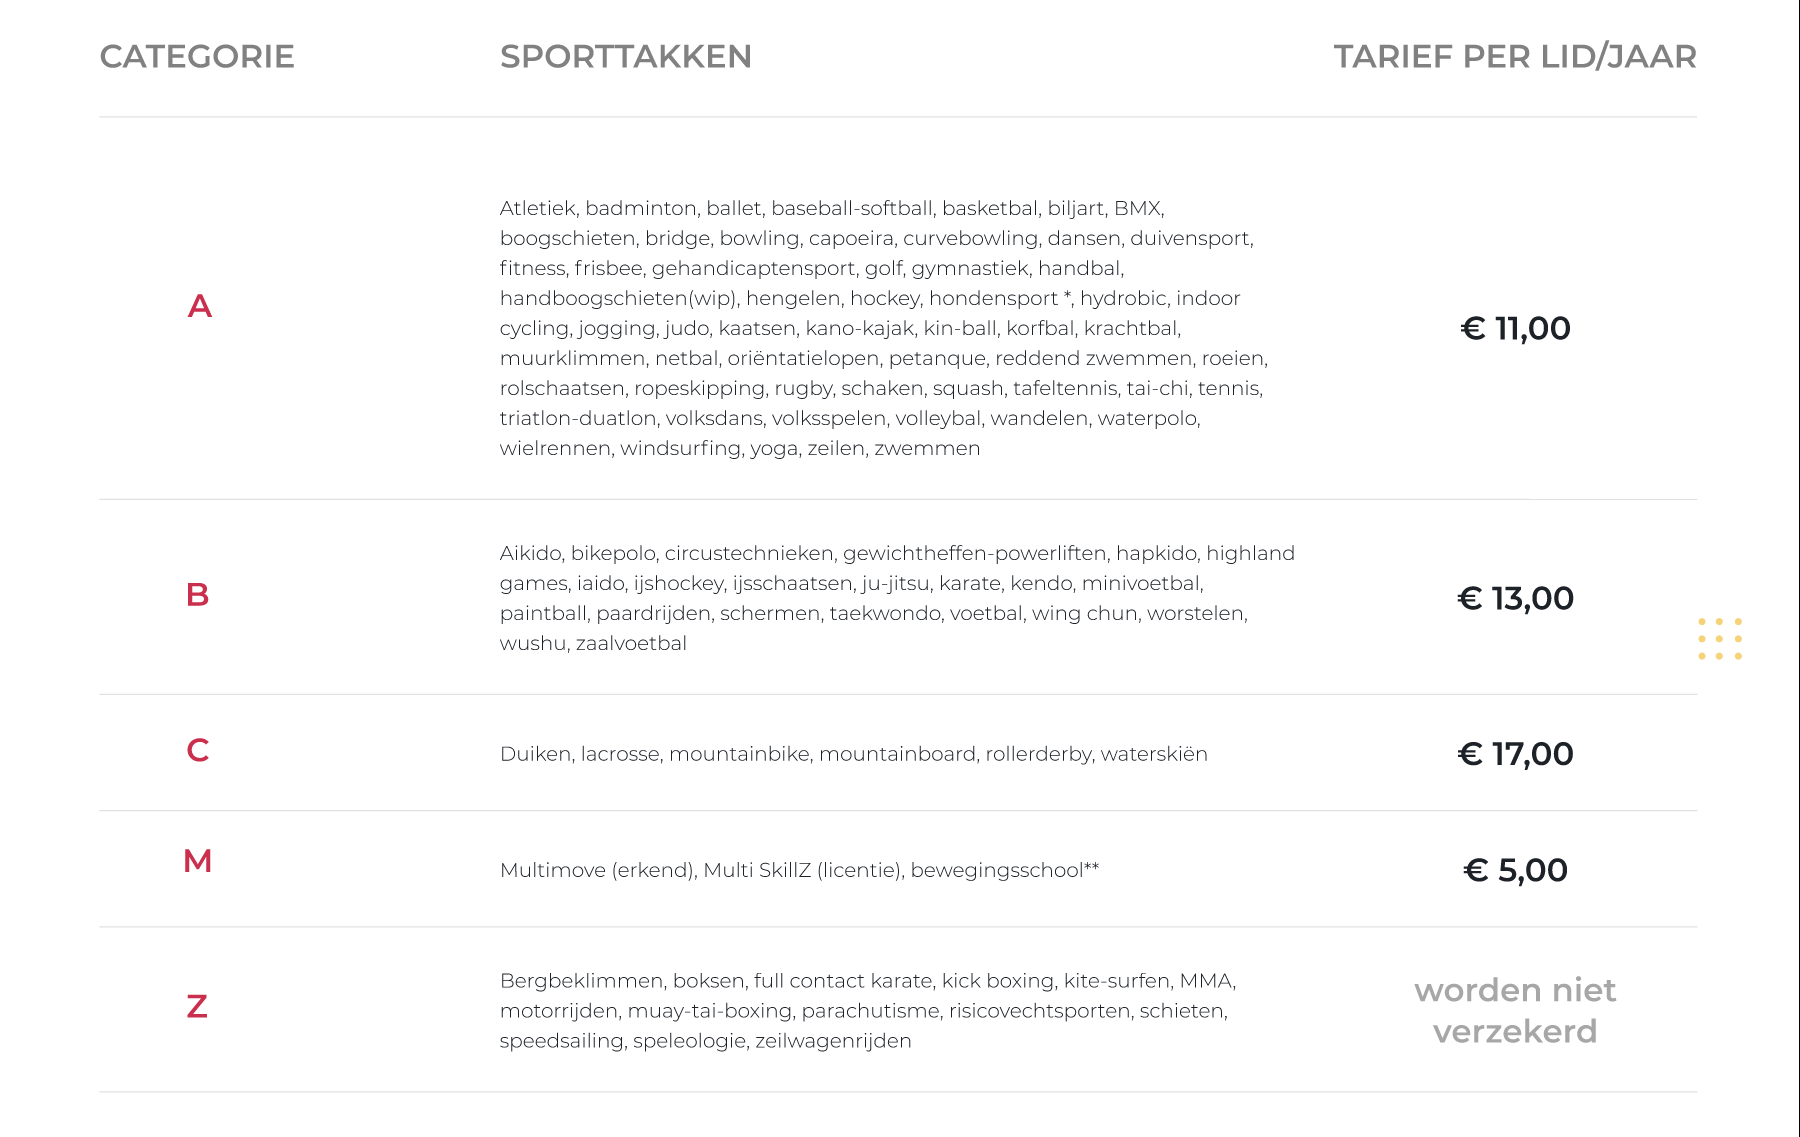 CATEGORIE SPORTTAKKEN TARIEF PER LID/JAAR
Atletiek, badminton, ballet, baseball-softball, basketbal, biljart, BMX,
boogschieten, bridge, bowling, capoeira, curvebowling, dansen, duivensport,
fitness, frisbee, gehandicaptensport, golf, gymnastiek, handbal,
A
handboogschieten(wip), hengelen, hockey, hondensport *, hydrobic, indoor
cycling, jogging, judo, kaatsen, kano-kajak, kin-ball, korfbal, krachtbal,
€ 11,00
muurklimmen, netbal, oriëntatielopen, petanque, reddend zwemmen, roeien,
rolschaatsen, ropeskipping, rugby, schaken, squash, tafeltennis, tai-chi, tennis,
triatlon-duatlon, volksdans, volksspelen, volleybal, wandelen, waterpolo,
wielrennen, windsurfing, yoga, zeilen, zwemmen
Aikido, bikepolo, circustechnieken, gewichtheffen-powerliften, hapkido, highland
B
games, iaido, ijshockey, ijsschaatsen, ju-jitsu, karate, kendo, minivoetbal,
€ 13,00
paintball, paardrijden, schermen, taekwondo, voetbal, wing chun, worstelen,
wushu, zaalvoetbal
C Duiken, lacrosse, mountainbike, mountainboard, rollerderby, waterskiën € 17,00
M Multimove (erkend), Multi SkillZ (licentie), bewegingsschool** € 5,00
Bergbeklimmen, boksen, full contact karate, kick boxing, kite-surfen, MMA,
worden niet
Z
motorrijden, muay-tai-boxing, parachutisme, risicovechtsporten, schieten,
verzekerd
speedsailing, speleologie, zeilwagenrijden